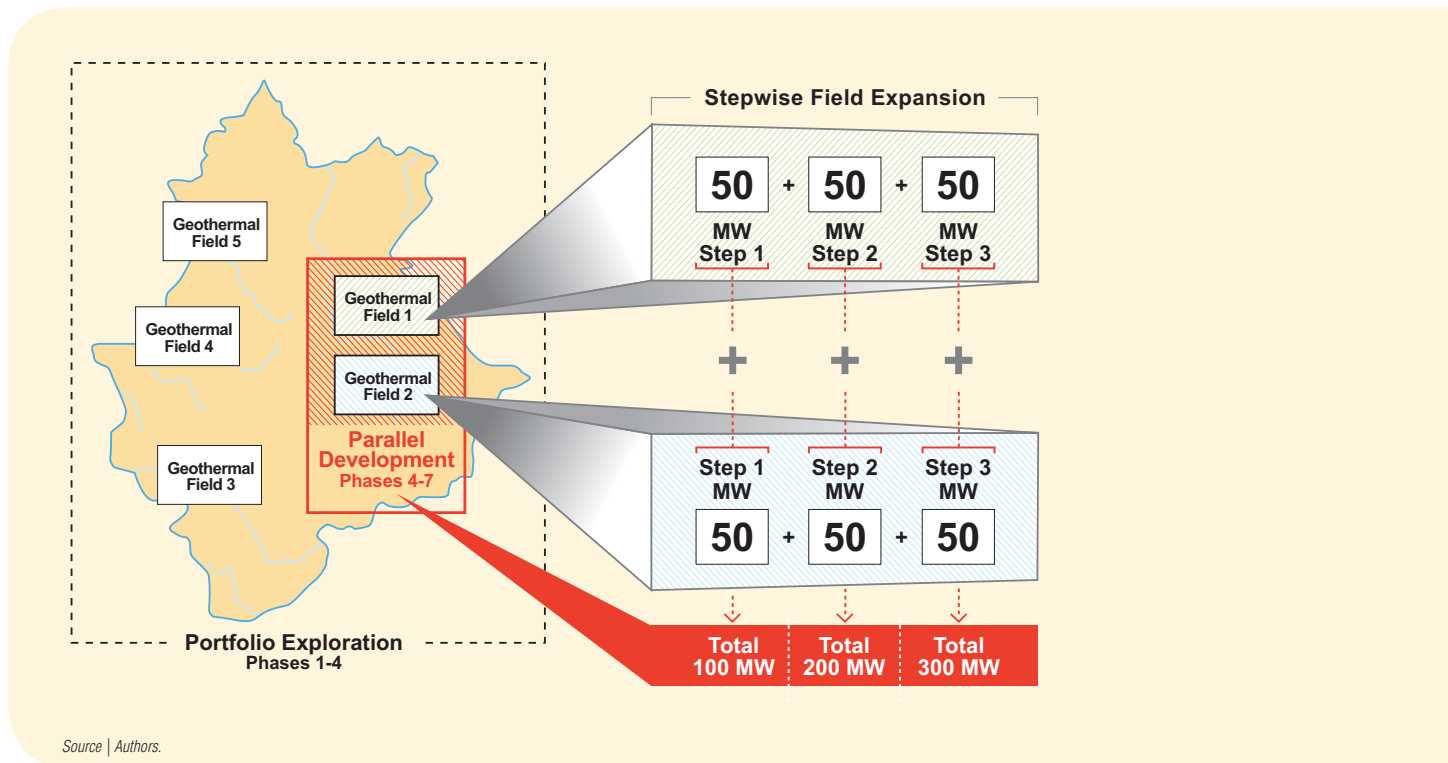 Stepwise Field Expansion
50 + 50 + 50
MW MW MW
Step 1 Step 2 Step 3
Geothermal
Field 5
Geothermal
Field 1
Geothermal
Field 4
Geothermal
Field 2
Geothermal
Field 3
Parallel
Development
Phases 4-7
+ + +
Step 1 Step 2 Step 3
MW MW MW
50 + 50 + 50
Total Total Total
100 MW 200 MW 300 MW
Portfolio Exploration
Phases 1-4
Source | Authors.